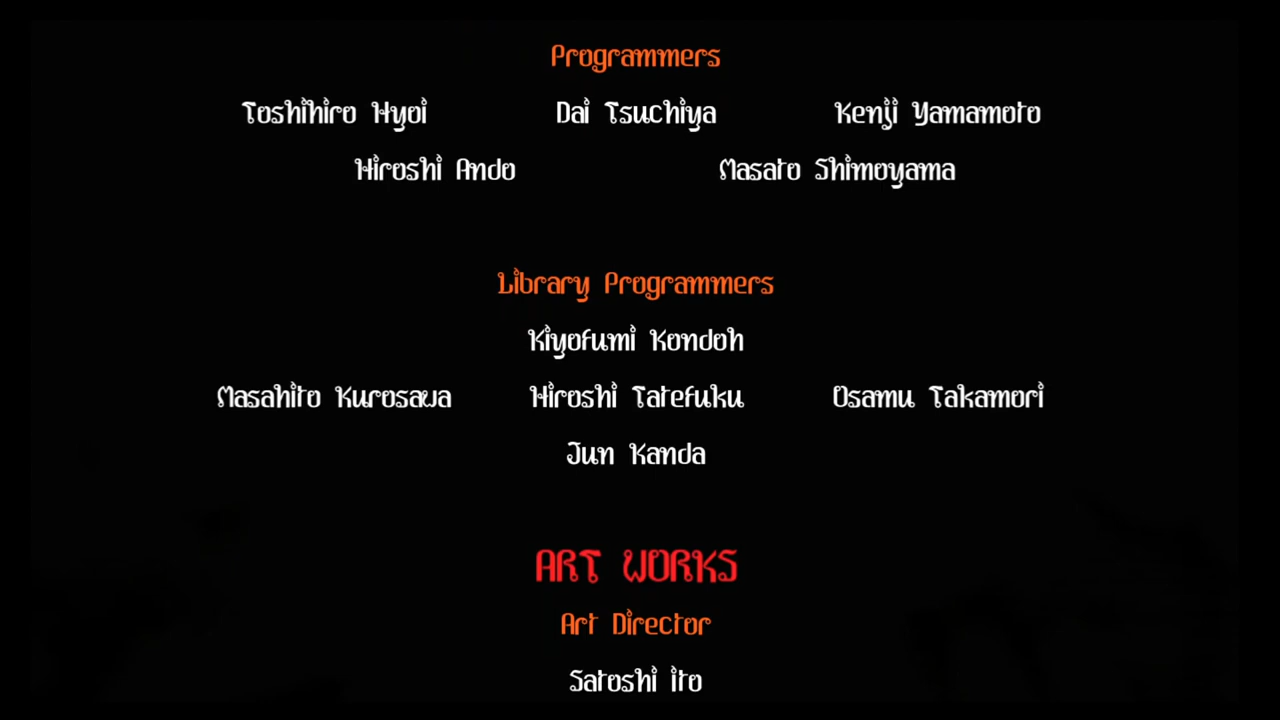 Programmers
Toshihiro Hyoi Dai Tsuchiya Kenji Yamamoto
Hiroshi Ando Masato Shimoyama
Library Programmers
Kiyofumi Kondoh
Masahito Kurosawa Hiroshi Tatefuku Osamu Takamori
Jun Kanda
ART WORKS
Art Director
Satoshi Ito